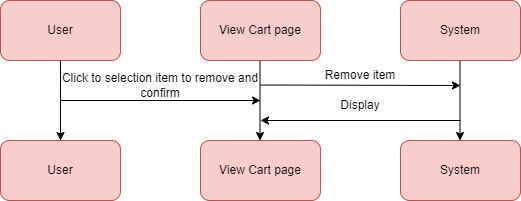 User
View Cart page
System
Click to selection item to remove and
confirm
Remove item
Display
User
View Cart page
System